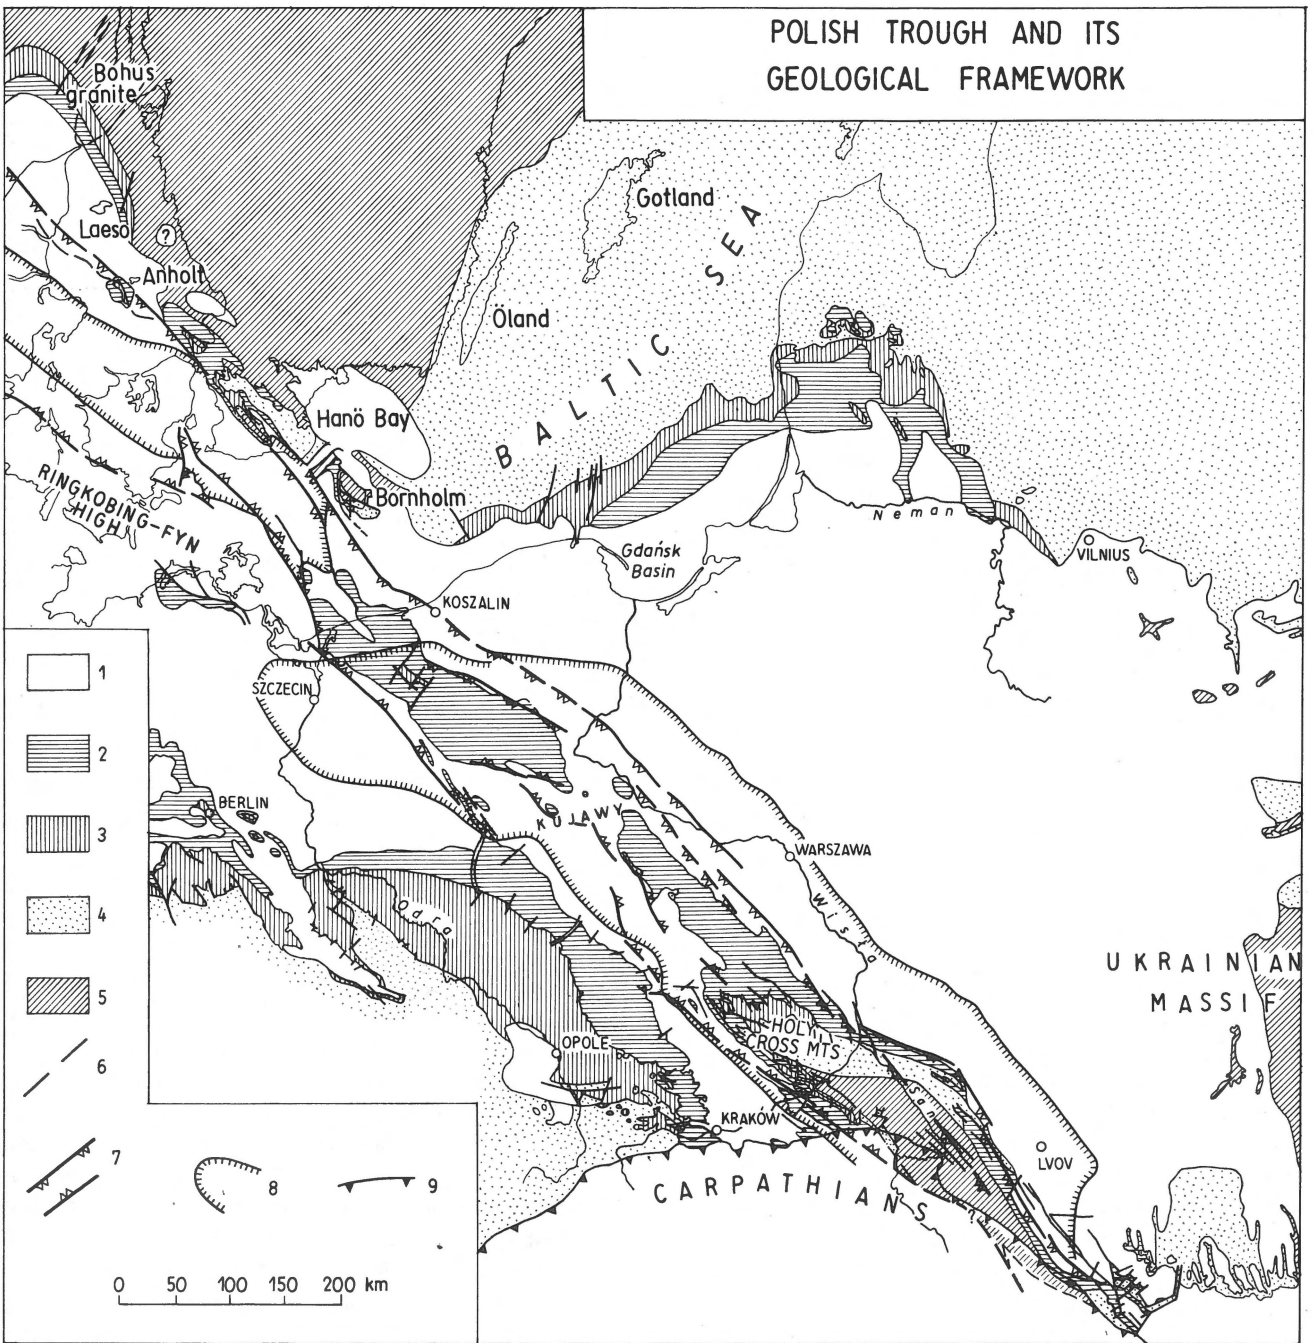 POLISH TROUGH AND ITS
GEOLOGICAL FRAMEWORK
Bohus
granite
Laesö
?
Anholt
Gotland
Öland
BALTIC SEA
Hanö Bay
Bornholm
RINGKOBING-FYN
HIGH
Neman
Gdańsk
Basin
VILNIUS
KOSZALIN
SZCZECIN
BERLIN
KUJAWY
WARSZAWA
Wisła
Odra
UKRAINIAN
MASSIF
HOLY
CROSS MTS
OPOLE
San
KRAKÓW
LVOV
CARPATHIANS
?
1
2
3
4
5
6
7
8
9
0 50 100 150 200 km